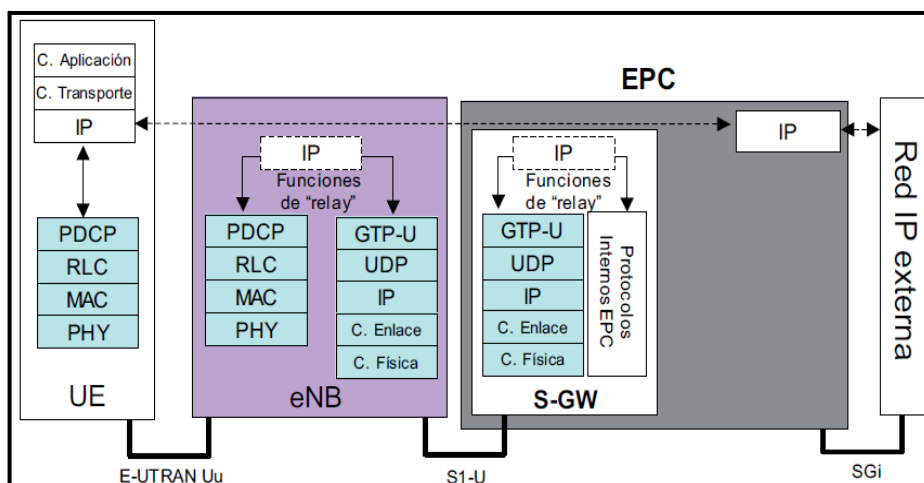 C. Aplicación
C. Transporte
IP
PDCP
RLC
MAC
PHY
UE
IP
Funciones
de "relay"
PDCP
RLC
MAC
PHY
GTP-U
UDP
IP
C. Enlace
C. Física
eNB
EPC
IP
Funciones
de "relay"
GTP-U
UDP
IP
C. Enlace
C. Física
Protocolos
Internos EPC
S-GW
IP
Red IP externa
E-UTRAN Uu
S1-U
SGi